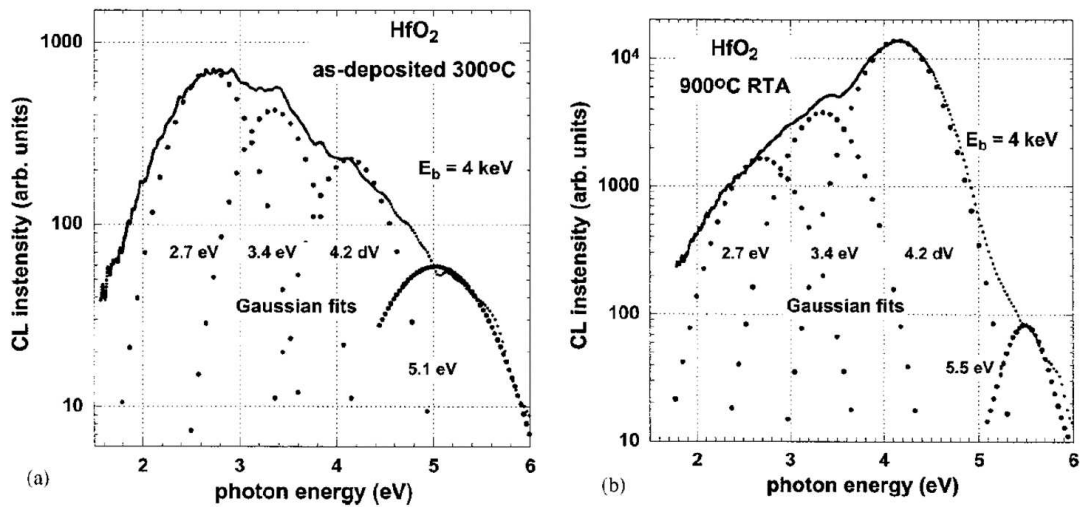 1000
100
10
CL instensity (arb. units)
HfO2
as-deposited 300°C
Eb = 4 keV
2.7 eV
3.4 eV
4.2 dV
Gaussian fits
5.1 eV
2
3
4
5
6
(a)
photon energy (eV)
10^4
1000
100
10
CL instensity (arb. units)
HfO2
900°C RTA
Eb = 4 keV
2.7 eV
3.4 eV
4.2 eV
Gaussian fits
5.5 eV
2
3
4
5
6
(b)
photon energy (eV)